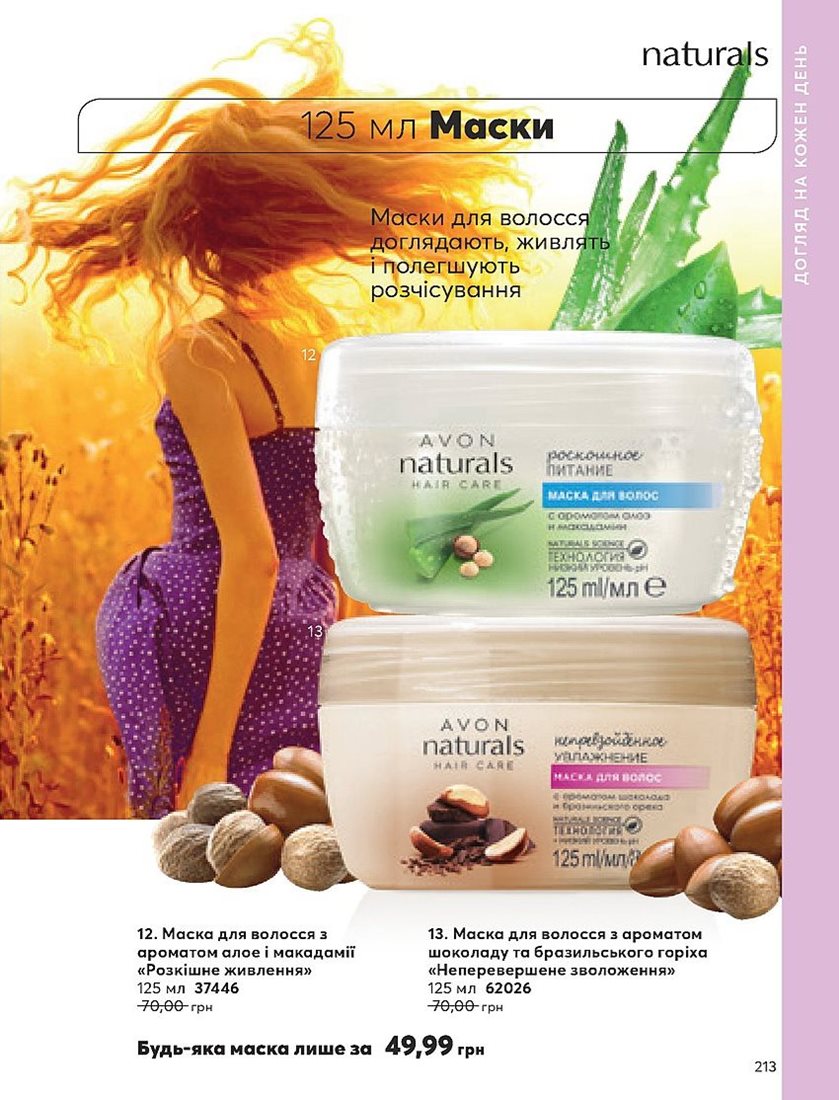 naturals
ДОГЛЯД НА КОЖЕН ДЕНЬ
125 мл Маски
Маски для волосся
доглядають, живлять
і полегшують
розчісування
12
AVON
naturals
HAIR CARE
роскошное
ПИТАНИЕ
МАСКА ДЛЯ ВОЛОС
с ароматом алоэ
и макадамии
NATURALS SCIENCE
ТЕХНОЛОГИЯ
НИЗКИЙ УРОВЕНЬ pH
125 ml/мл ℮
13
AVON
naturals
HAIR CARE
непревзойдённое
УВЛАЖНЕНИЕ
МАСКА ДЛЯ ВОЛОС
с ароматом шоколада
и бразильского ореха
NATURALS SCIENCE
ТЕХНОЛОГИЯ
125 ml/мл
12. Маска для волосся з
ароматом алое і макадамії
«Розкішне живлення»
125 мл 37446
70,00 грн
13. Маска для волосся з ароматом
шоколаду та бразильського горіха
«Неперевершене зволоження»
125 мл 62026
70,00 грн
Будь-яка маска лише за 49,99 грн
213